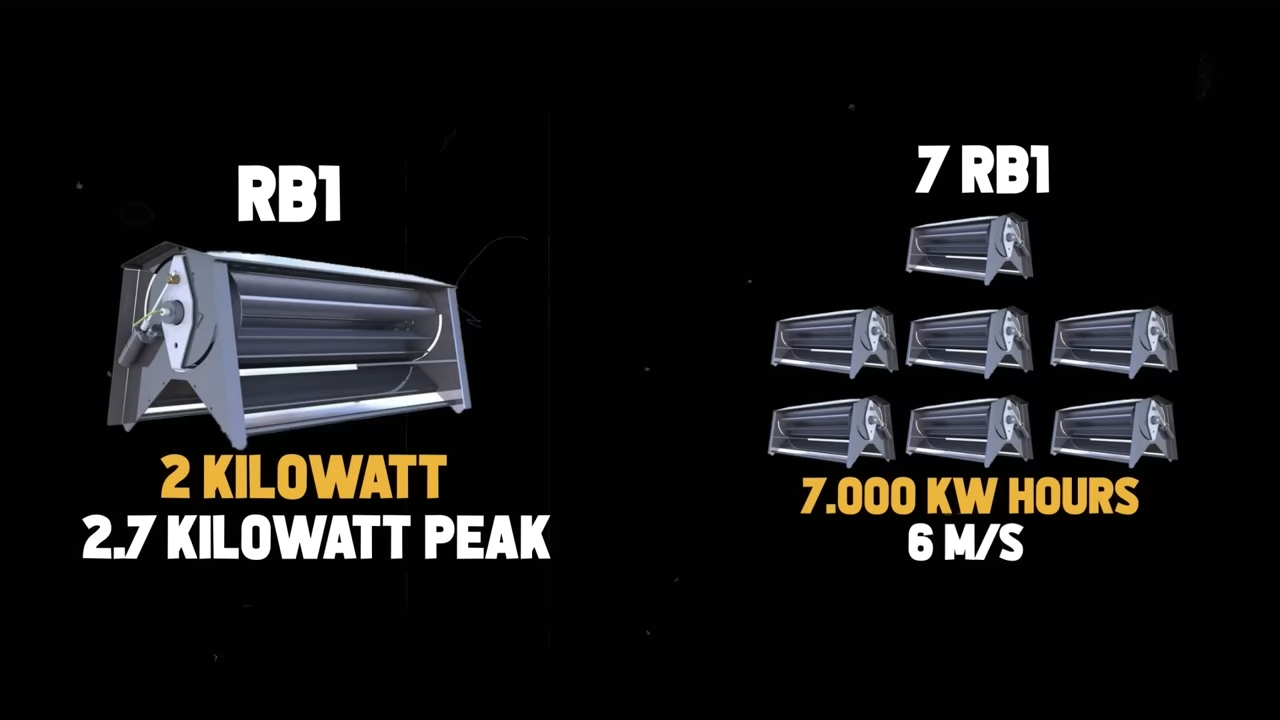 RB1
2 KILOWATT
2.7 KILOWATT PEAK
7 RB1
7.000 KW HOURS
6 M/S